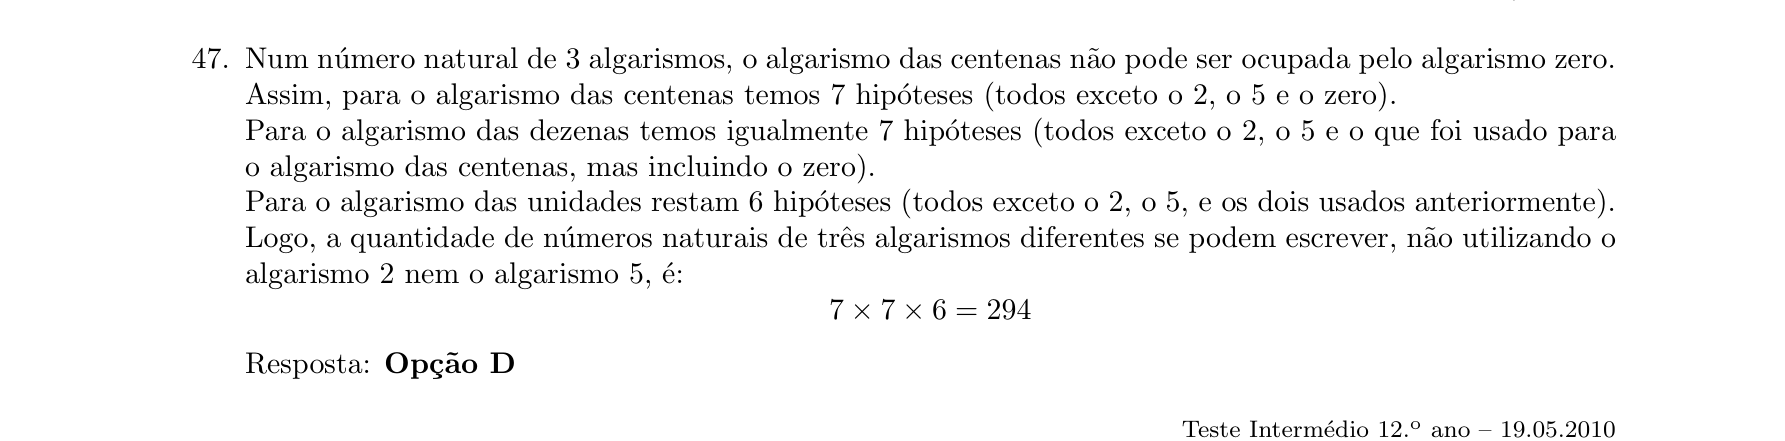 47. Num número natural de 3 algarismos, o algarismo das centenas não pode ser ocupada pelo algarismo zero.
Assim, para o algarismo das centenas temos 7 hipóteses (todos exceto o 2, o 5 e o zero).
Para o algarismo das dezenas temos igualmente 7 hipóteses (todos exceto o 2, o 5 e o que foi usado para
o algarismo das centenas, mas incluindo o zero).
Para o algarismo das unidades restam 6 hipóteses (todos exceto o 2, o 5, e os dois usados anteriormente).
Logo, a quantidade de números naturais de três algarismos diferentes se podem escrever, não utilizando o
algarismo 2 nem o algarismo 5, é:
7 × 7 × 6 = 294
Resposta: Opção D
Teste Intermédio 12.º ano – 19.05.2010